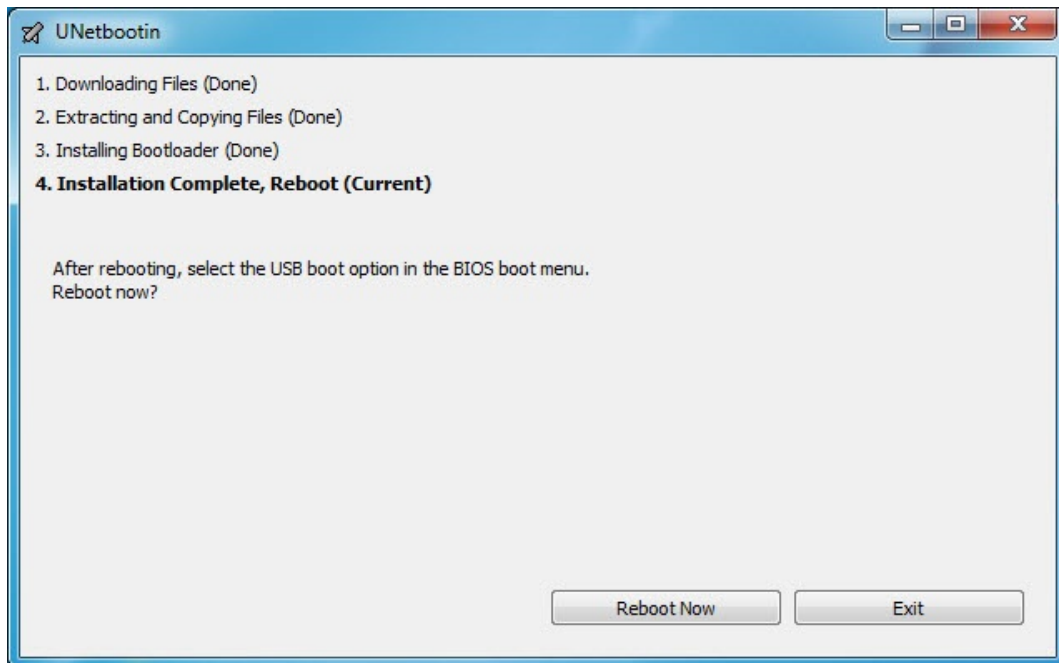 UNetbootin
1. Downloading Files (Done)
2. Extracting and Copying Files (Done)
3. Installing Bootloader (Done)
4. Installation Complete, Reboot (Current)
After rebooting, select the USB boot option in the BIOS boot menu.
Reboot now?
Reboot Now
Exit